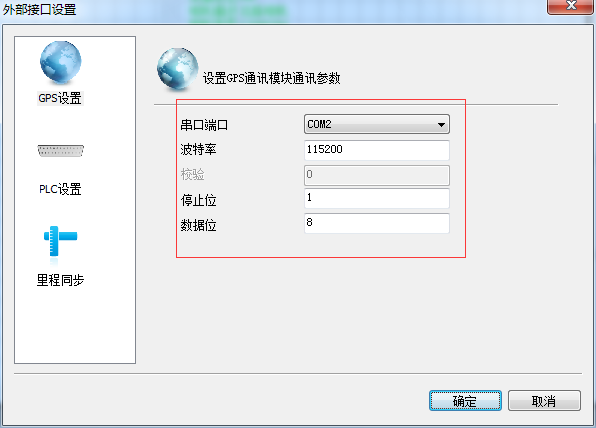 外部接口设置
GPS设置
PLC设置
里程同步
设置GPS通讯模块通讯参数
串口端口 COM2
波特率 115200
校验 0
停止位 1
数据位 8
确定 取消